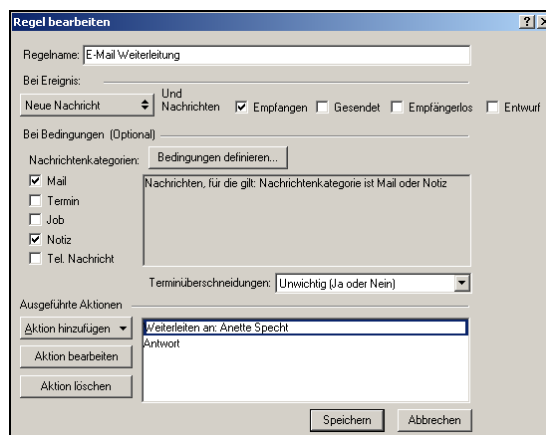 Regel bearbeiten
Regelname: E-Mail Weiterleitung
Bei Ereignis:
Neue Nachricht Und Nachrichten Empfangen Gesendet Empfängerlos Entwurf
Bei Bedingungen (Optional)
Nachrichtenkategorien: Bedingungen definieren...
Mail
Termin
Job
Notiz
Tel. Nachricht
Nachrichten, für die gilt: Nachrichtenkategorie ist Mail oder Notiz
Terminüberschneidungen: Unwichtig (Ja oder Nein)
Ausgeführte Aktionen
Aktion hinzufügen
Aktion bearbeiten
Aktion löschen
Weiterleiten an: Anette Specht
Antwort
Speichern Abbrechen